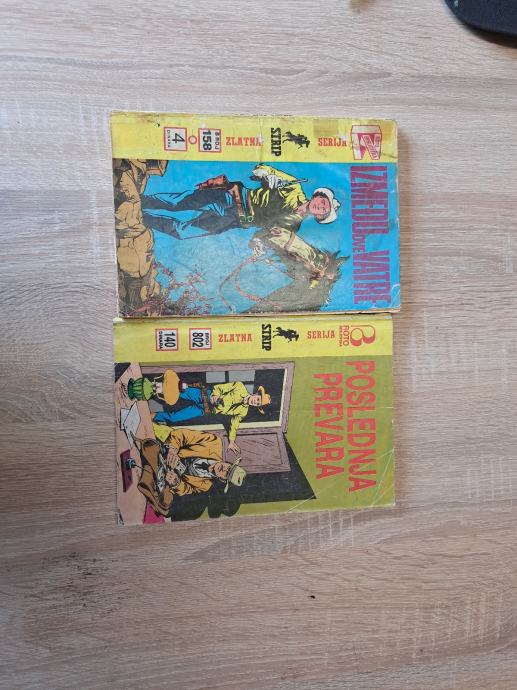 4
DINARA
BROJ
158
ZLATNA
STRIP
SERIJA
IZMEĐU DVE VATRE
140
DINARA
BROJ
802
ZLATNA
STRIP
SERIJA
POSLEDNJA
PREVARA